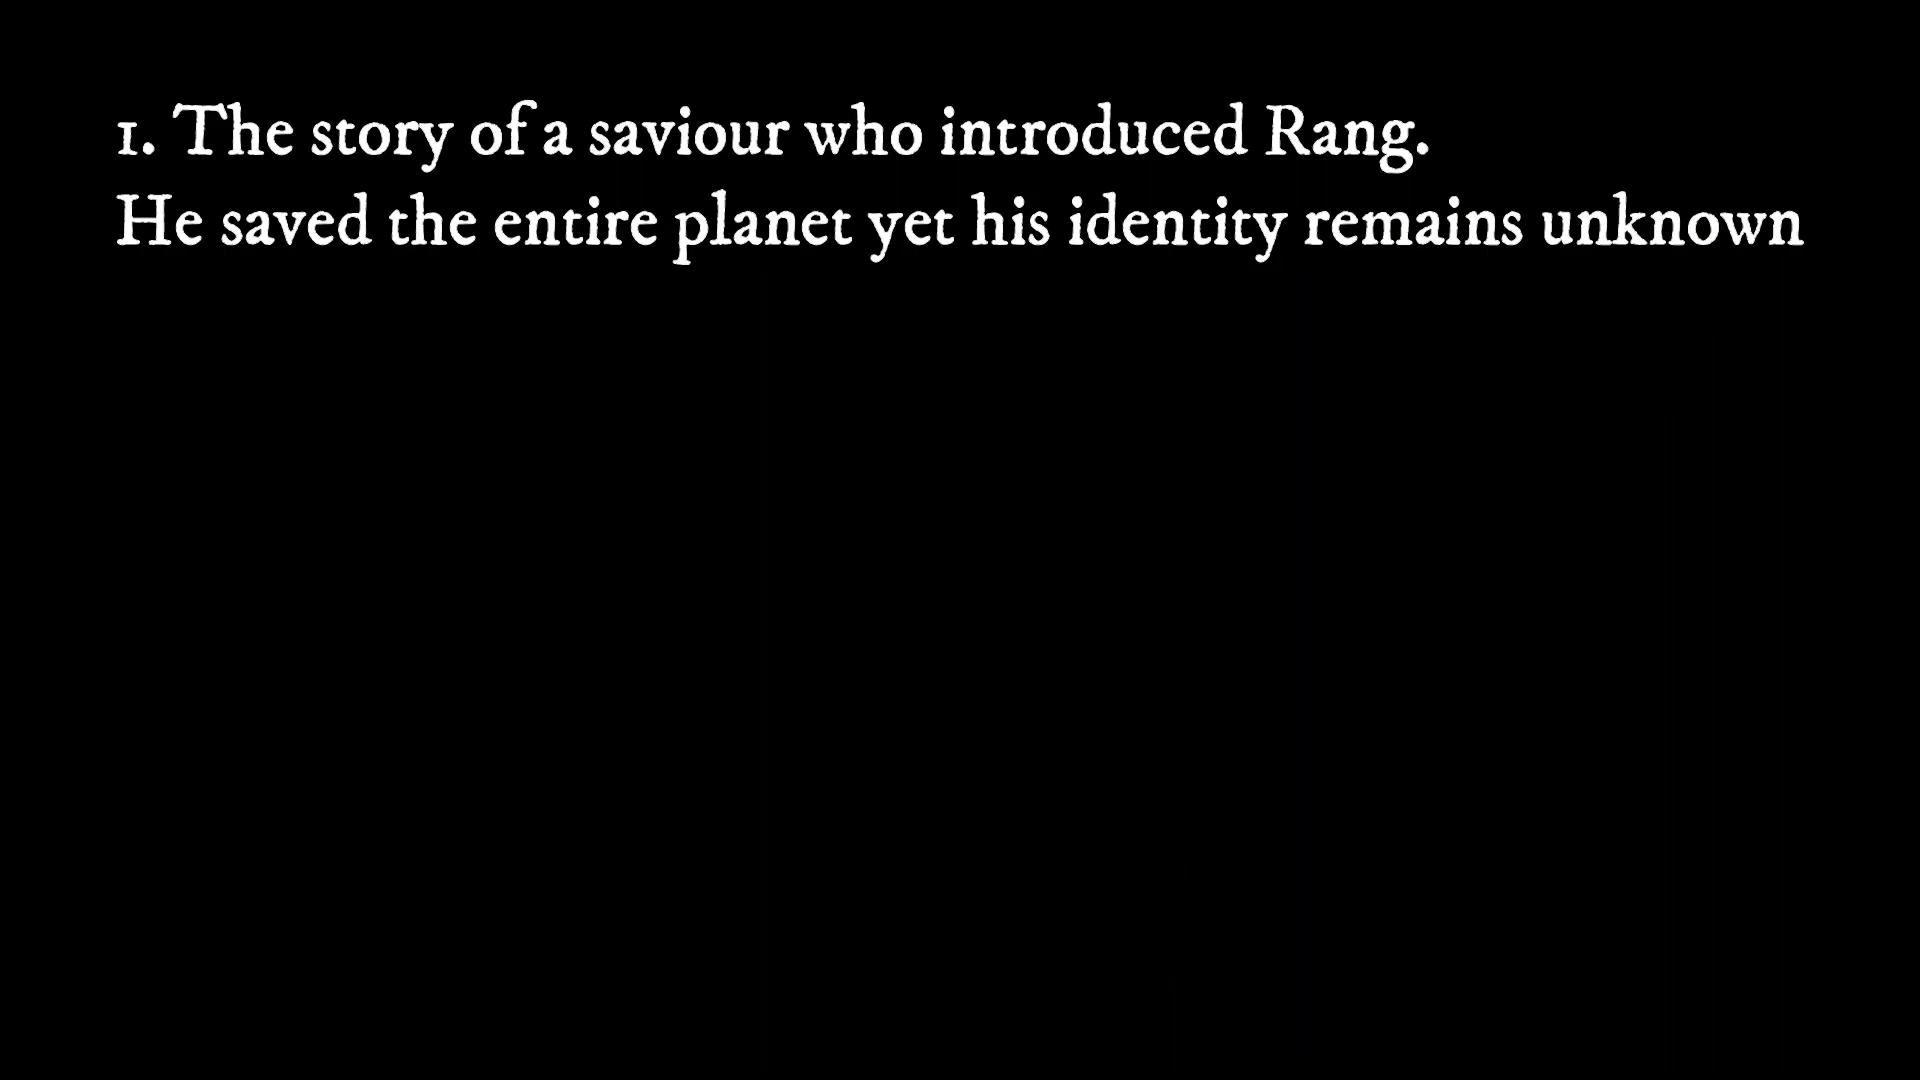 1. The story of a saviour who introduced Rang.
He saved the entire planet yet his identity remains unknown